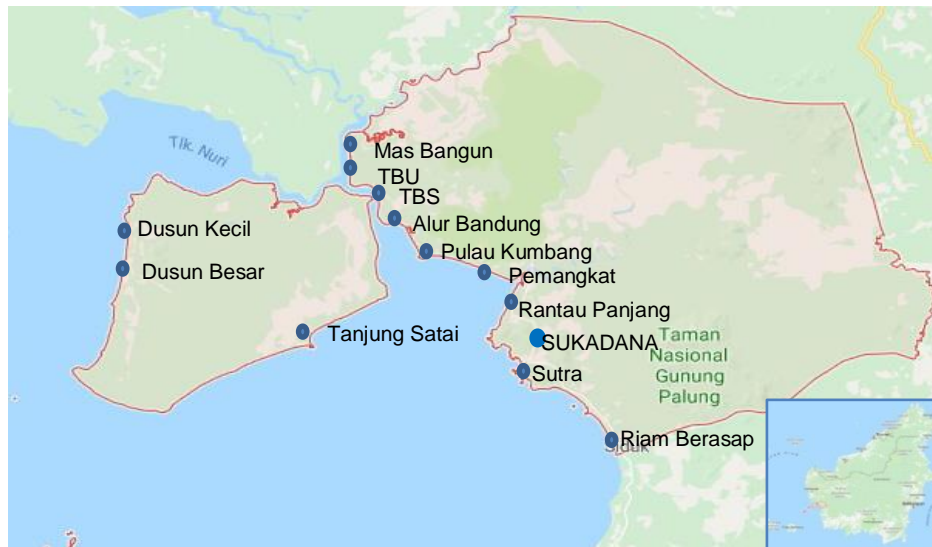 Tlk. Nuri
Mas Bangun
TBU
TBS
Alur Bandung
Dusun Kecil
Pulau Kumbang
Dusun Besar
Pemangkat
Rantau Panjang
Tanjung Satai
SUKADANA
Taman
Nasional
Gunung
Palung
Sutra
Riam Berasap
Siduk